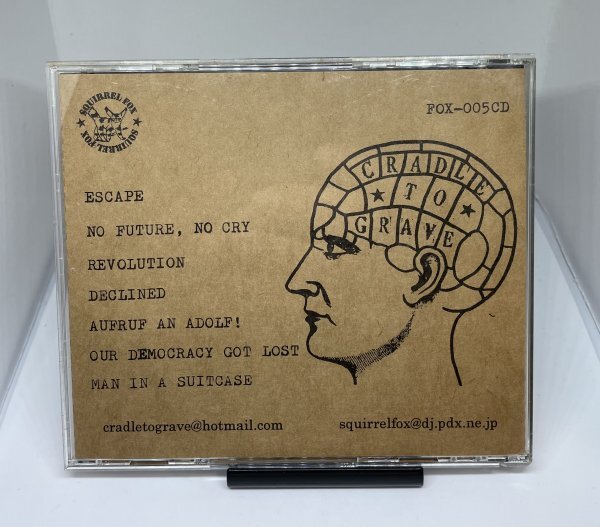 SQUIRREL FOX
SQUIRREL FOX
FOX-005CD
CRADLE
TO
GRAVE
ESCAPE
NO FUTURE, NO CRY
REVOLUTION
DECLINED
AUFRUF AN ADOLF!
OUR DEMOCRACY GOT LOST
MAN IN A SUITCASE
cradletograve@hotmail.com
squirrelfox@dj.pdx.ne.jp